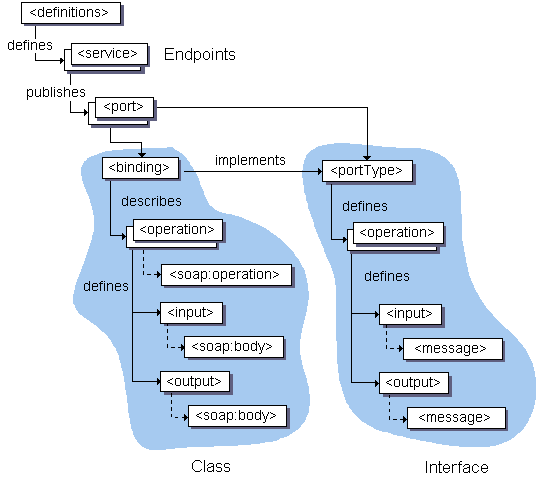 <definitions>
defines
<service>
Endpoints
publishes
<port>
<binding>
implements
<portType>
describes
defines
<operation>
<operation>
<soap:operation>
defines
defines
<input>
<input>
<soap:body>
<message>
<output>
<output>
<soap:body>
<message>
Class
Interface